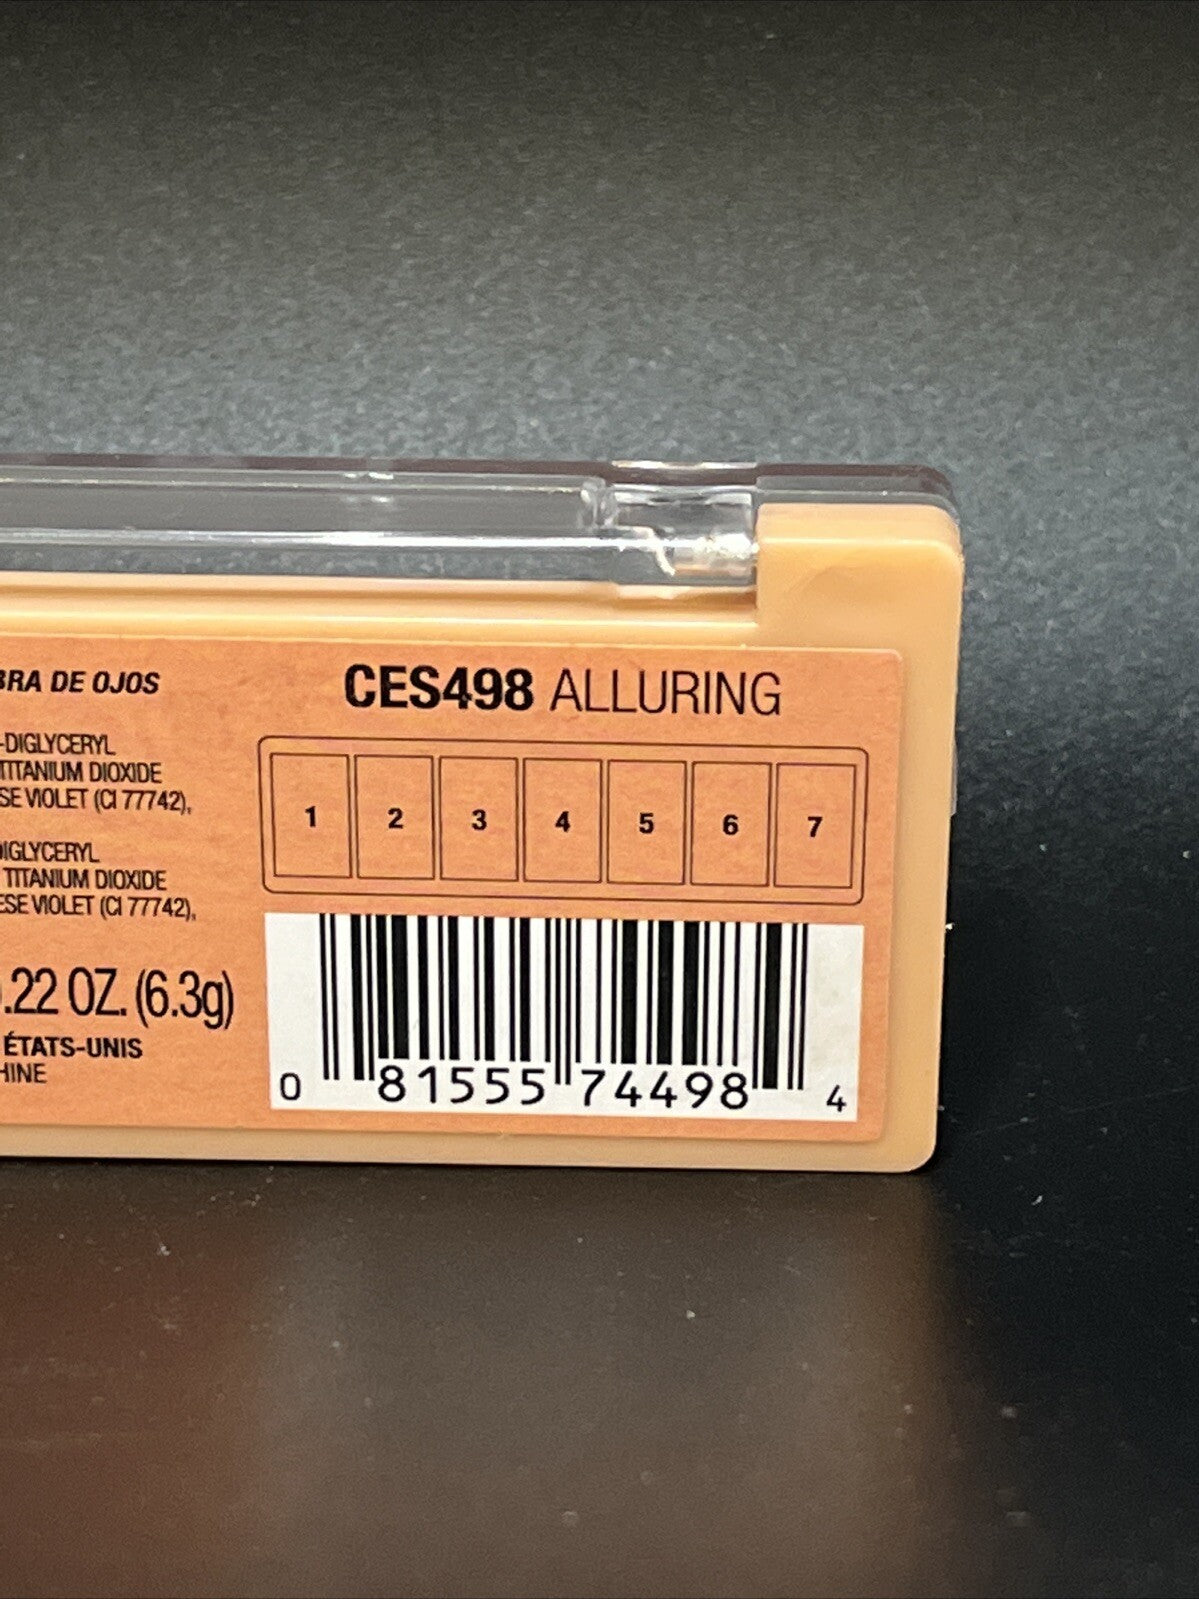 BRA DE OJOS
-DIGLYCERYL
TITANIUM DIOXIDE
SE VIOLET (CI 77742),
DIGLYCERYL
TITANIUM DIOXIDE
ESE VIOLET (CI 77742),
.22 OZ. (6.3g)
ÉTATS-UNIS
HINE
CES498 ALLURING
1 2 3 4 5 6 7
0 81555 74498 4